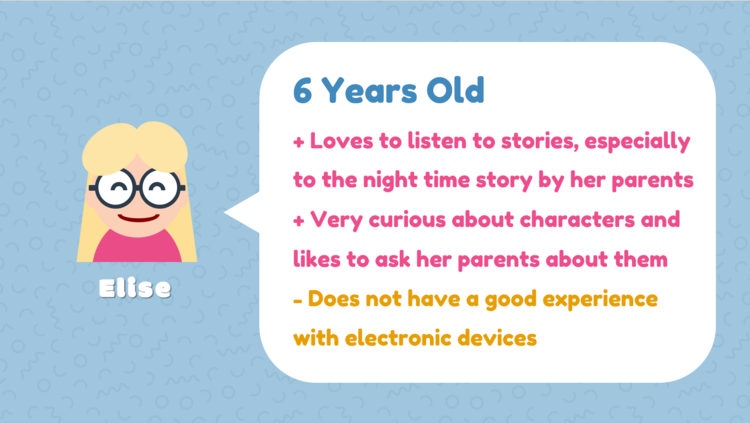 6 Years Old
+ Loves to listen to stories, especially
to the night time story by her parents
+ Very curious about characters and
likes to ask her parents about them
- Does not have a good experience
with electronic devices
Elise